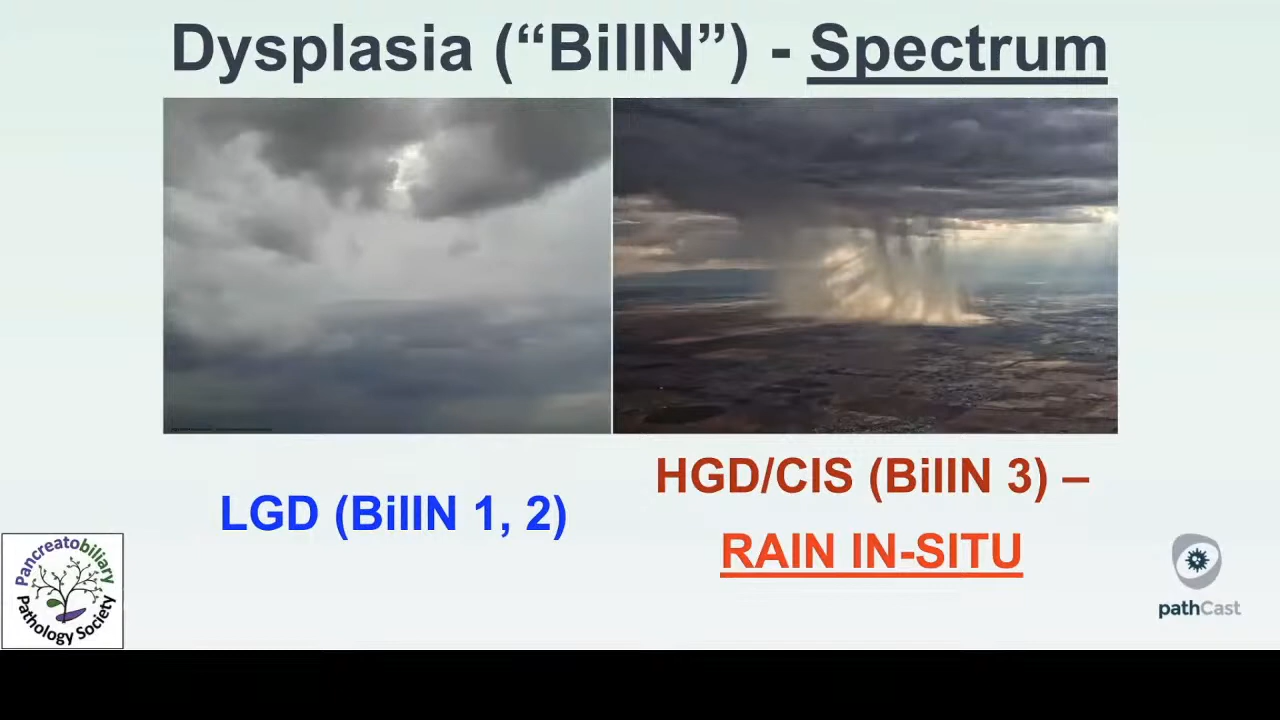 Dysplasia (“BilIN”) - Spectrum
LGD (BilIN 1, 2)
HGD/CIS (BilIN 3) –
RAIN IN-SITU
Pancreatobiliary
Pathology Society
pathCast